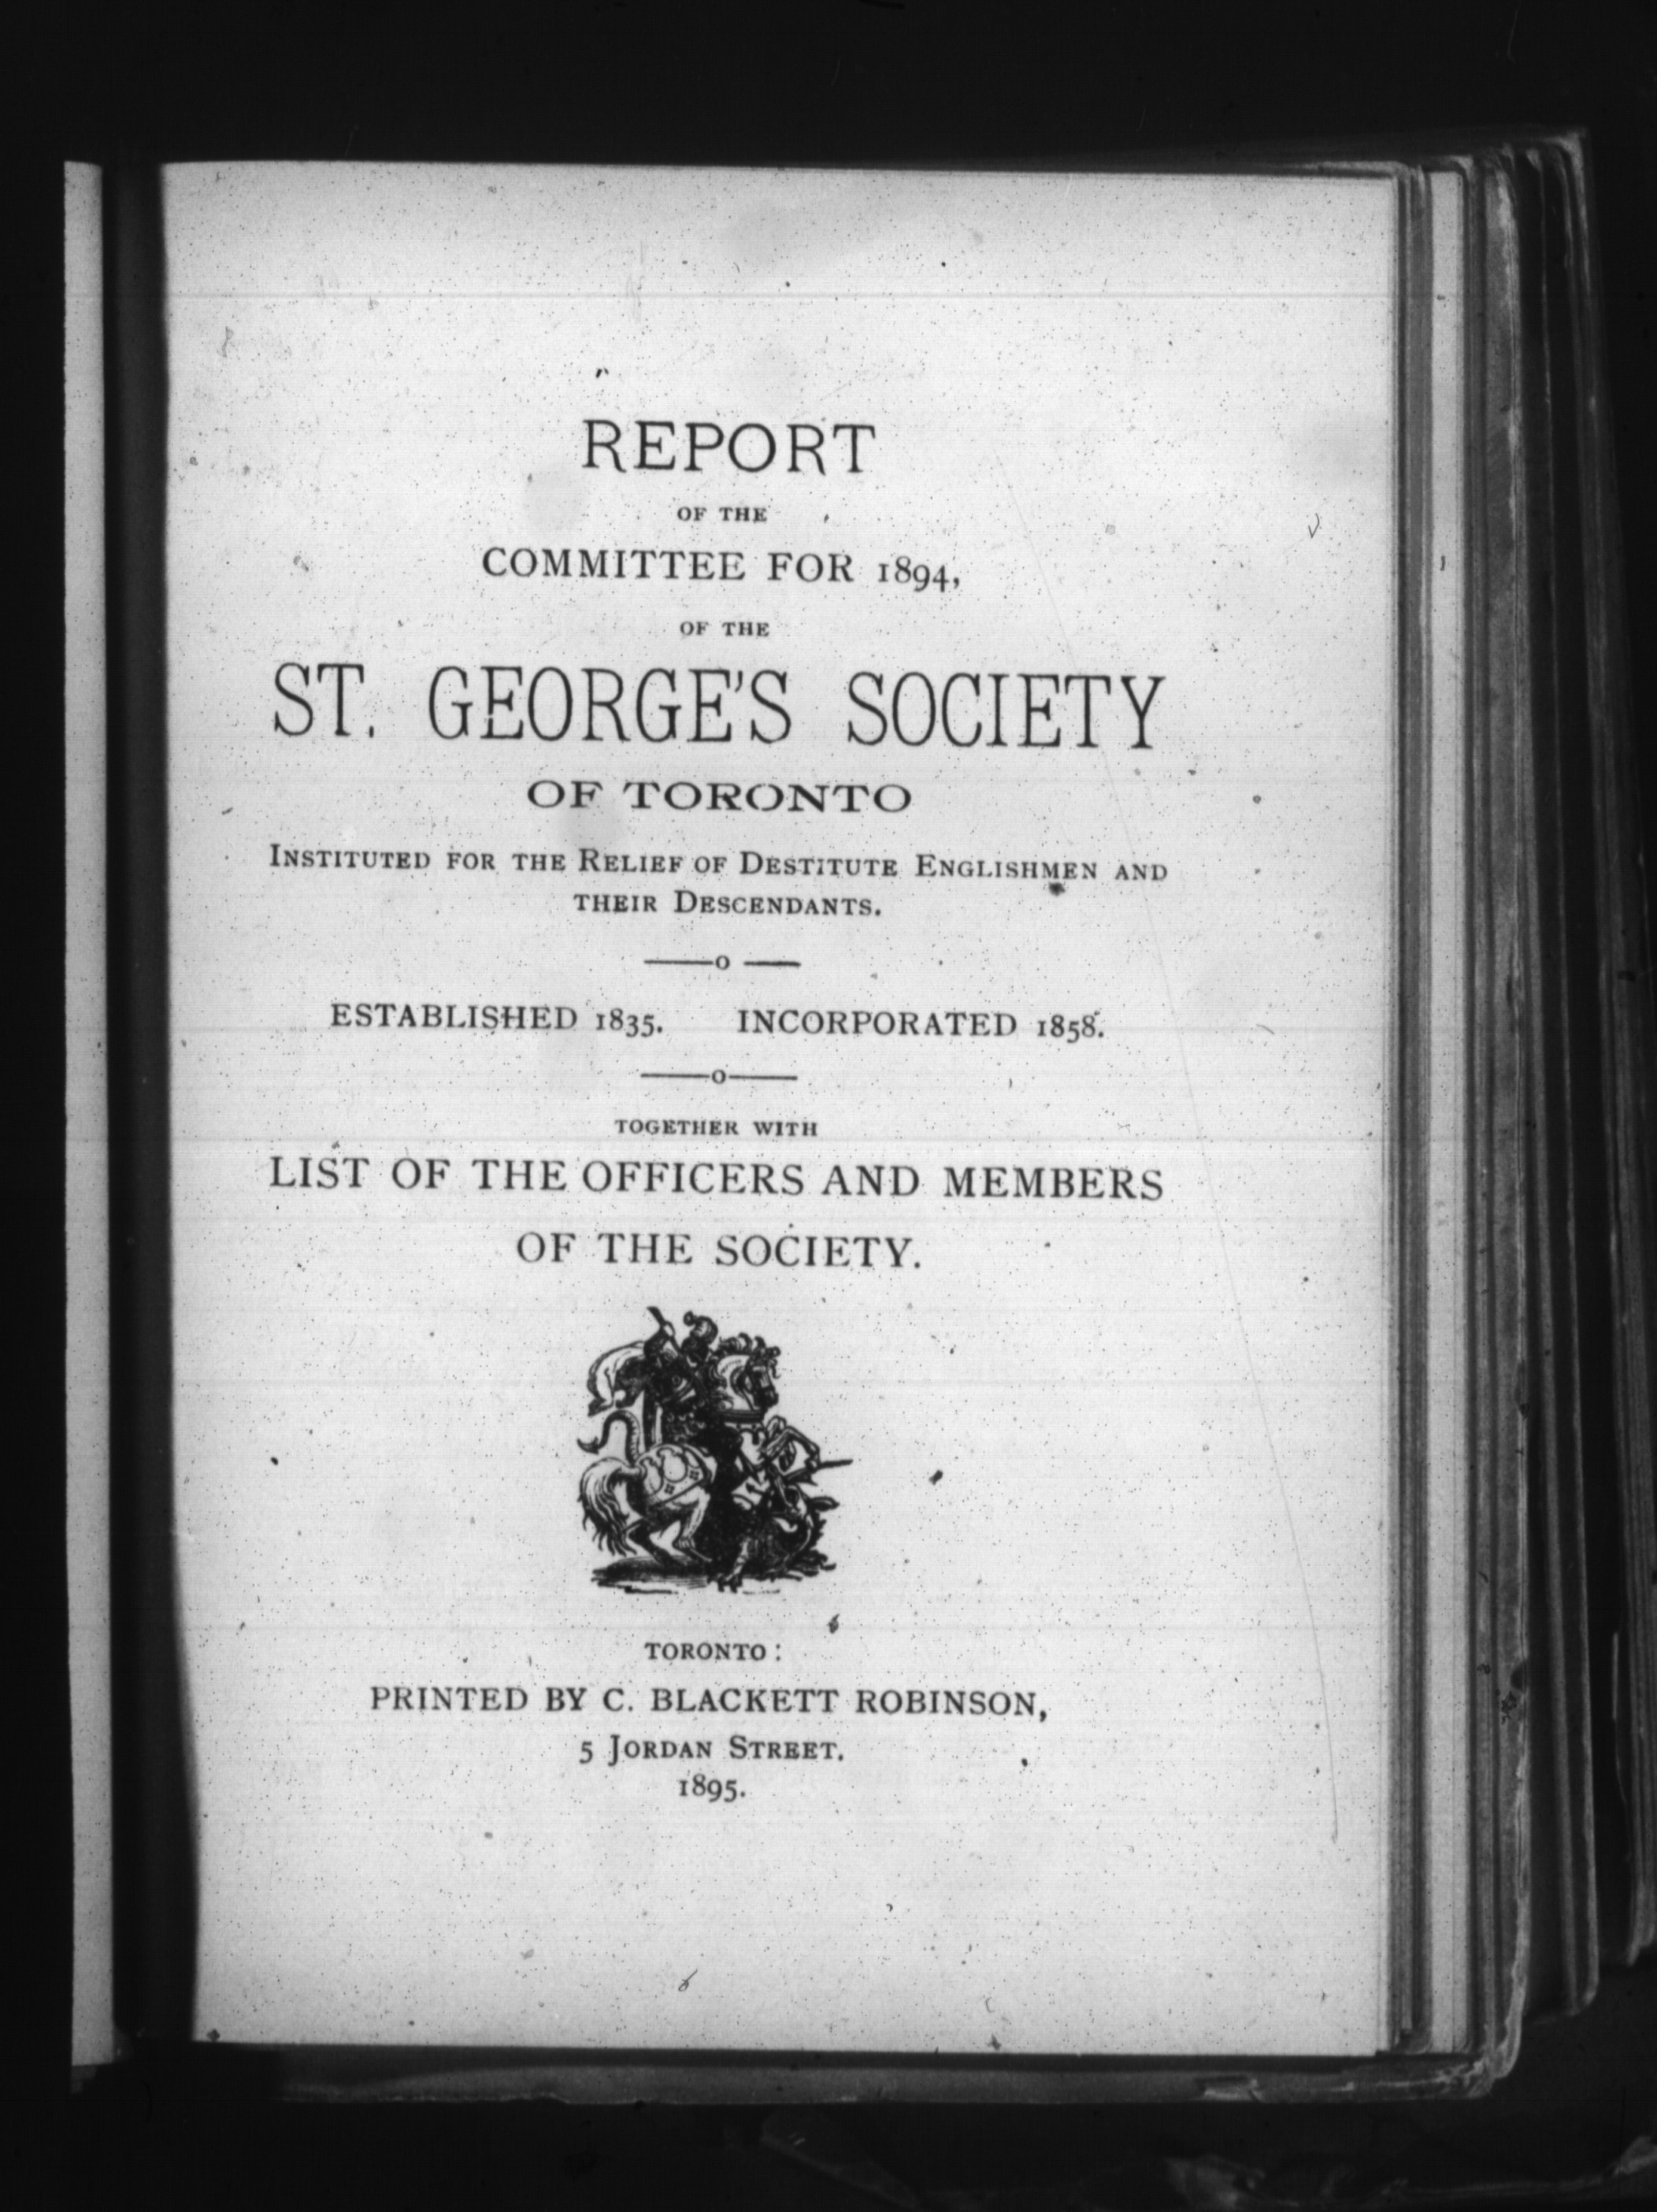 REPORT
OF THE
COMMITTEE FOR 1894,
OF THE
ST. GEORGE'S SOCIETY
OF TORONTO
INSTITUTED FOR THE RELIEF OF DESTITUTE ENGLISHMEN AND
THEIR DESCENDANTS.
ESTABLISHED 1835. INCORPORATED 1858.
TOGETHER WITH
LIST OF THE OFFICERS AND MEMBERS
OF THE SOCIETY.
TORONTO:
PRINTED BY C. BLACKETT ROBINSON,
5 JORDAN STREET.
1895.